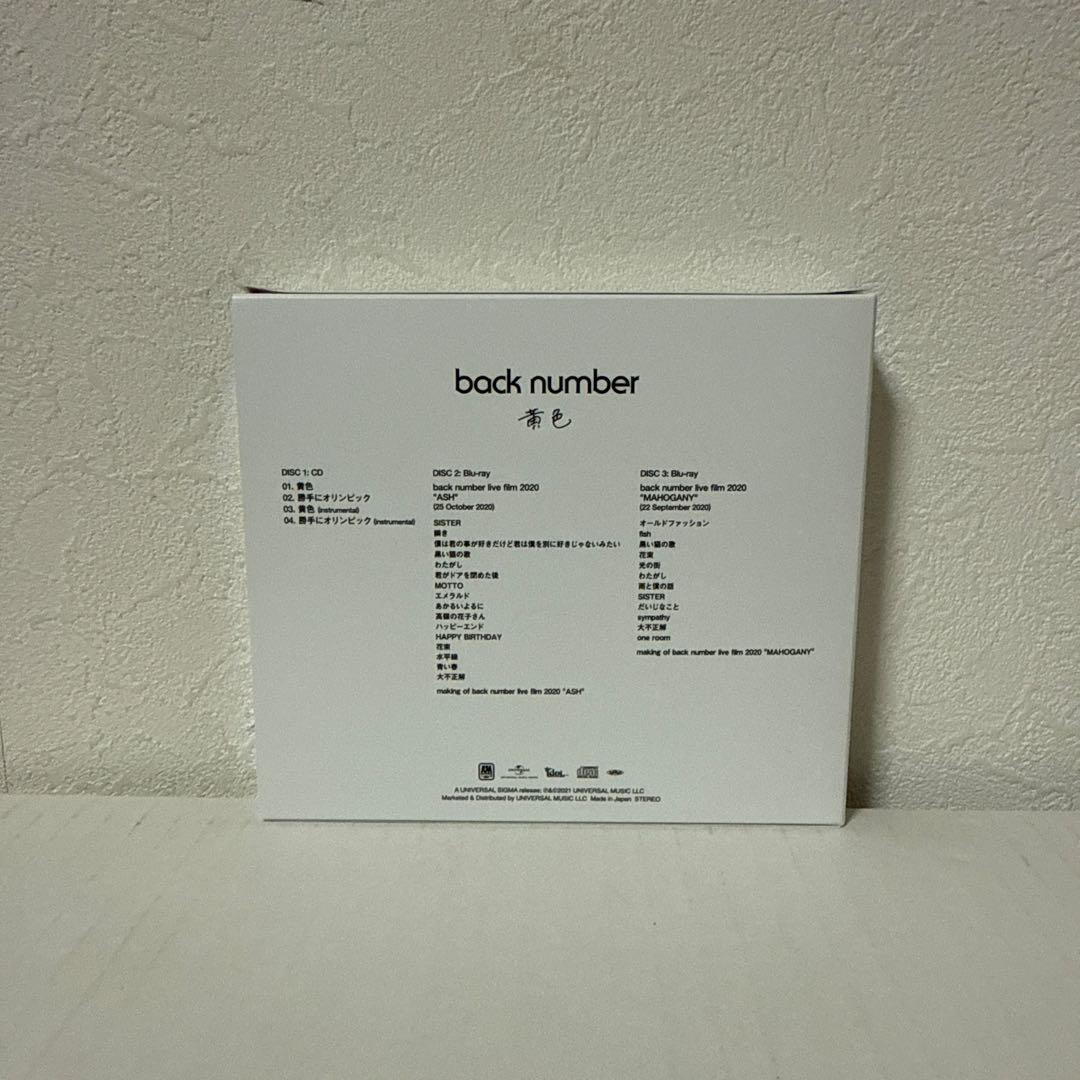 back number
黄色
DISC 1: CD
01. 黄色
02. 勝手にオリンピック
03. 黄色 (instrumental)
04. 勝手にオリンピック (instrumental)
DISC 2: Blu-ray
back number live film 2020
"ASH"
(25 October 2020)
SISTER
瞬き
僕は君の事が好きだけど君は僕を別に好きじゃないみたい
黒い猫の歌
わたがし
君がドアを閉めた後
MOTTO
エメラルド
あかるいよるに
高嶺の花子さん
ハッピーエンド
HAPPY BIRTHDAY
花束
水平線
青い春
大不正解
making of back number live film 2020 "ASH"
DISC 3: Blu-ray
back number live film 2020
"MAHOGANY"
(22 September 2020)
オールドファッション
fish
黒い猫の歌
花束
光の街
わたがし
雨と僕の話
SISTER
だいじなこと
sympathy
大不正解
one room
making of back number live film 2020 "MAHOGANY"
A UNIVERSAL SIGMA release; ℗&©2021 UNIVERSAL MUSIC LLC
Marketed & Distributed by UNIVERSAL MUSIC LLC Made in Japan STEREO